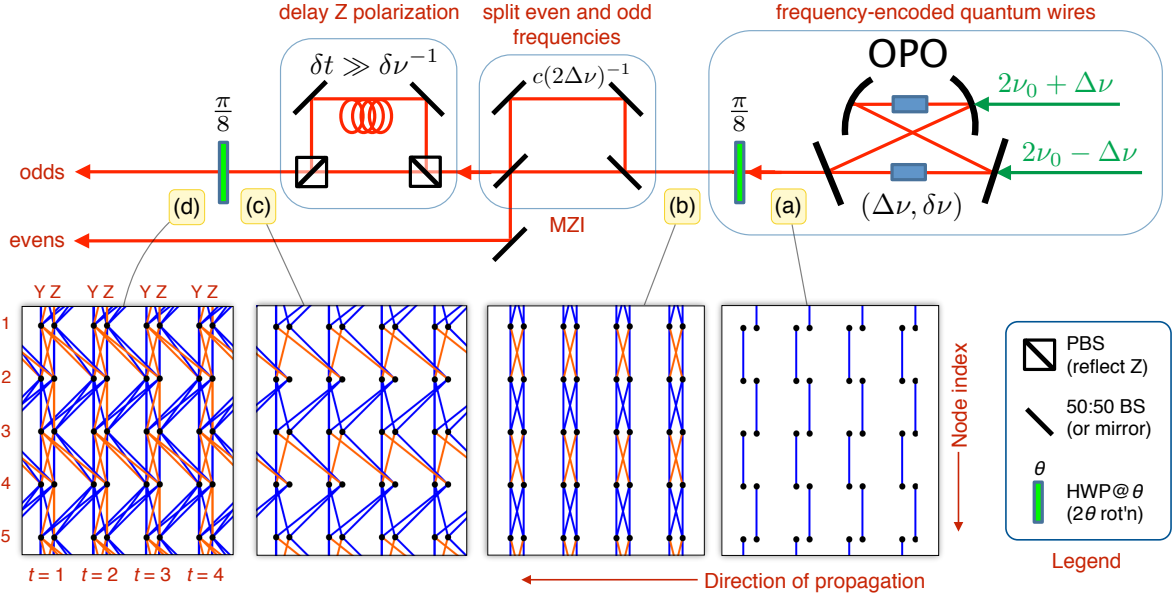 delay Z polarization
split even and odd
frequencies
frequency-encoded quantum wires
δt ≫ δν⁻¹
c(2Δν)⁻¹
OPO
2ν₀ + Δν
2ν₀ − Δν
(Δν, δν)
π/8
π/8
odds
evens
MZI
(d)
(c)
(b)
(a)
Y Z Y Z Y Z Y Z
1
2
3
4
5
t = 1 t = 2 t = 3 t = 4
Direction of propagation
Node index
PBS
(reflect Z)
50:50 BS
(or mirror)
θ
HWP@θ
(2θ rot'n)
Legend